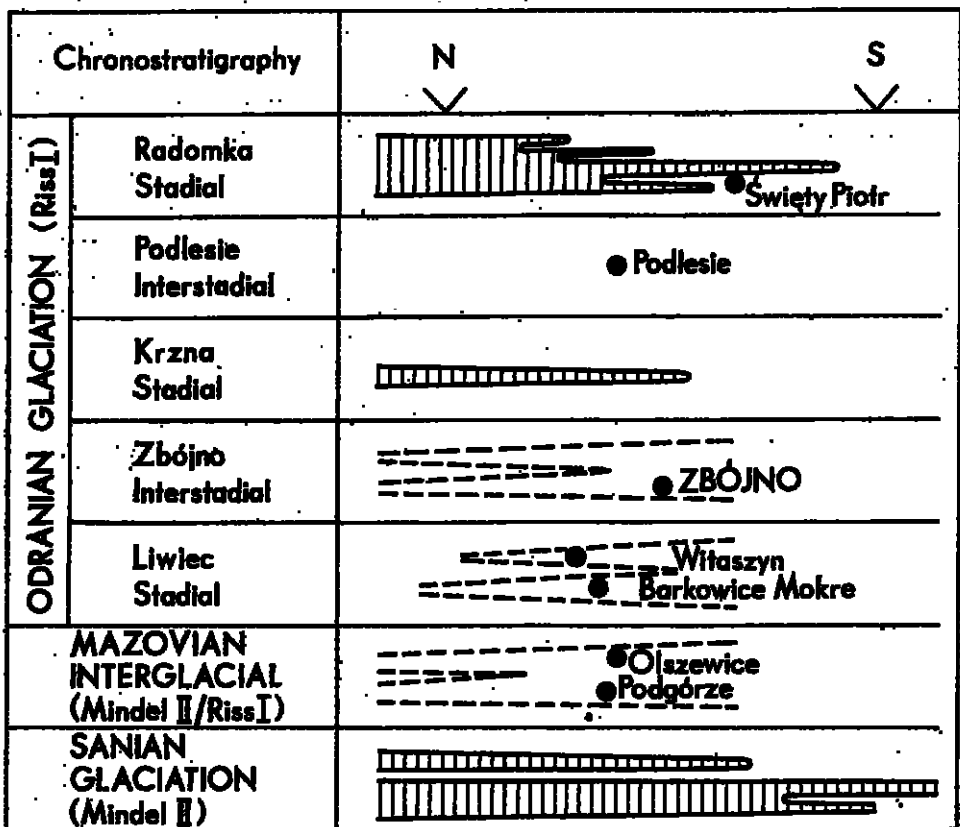 Chronostratigraphy
N
S
ODRANIAN GLACIATION (Riss I)
Radomka
Stadial
Święty Piotr
Podlesie
Interstadial
Podlesie
Krzna
Stadial
Zbójno
Interstadial
ZBÓJNO
Liwiec
Stadial
Witaszyn
Barkowice Mokre
MAZOVIAN
INTERGLACIAL
(Mindel II/Riss I)
Olszewice
Podgórze
SANIAN
GLACIATION
(Mindel II)